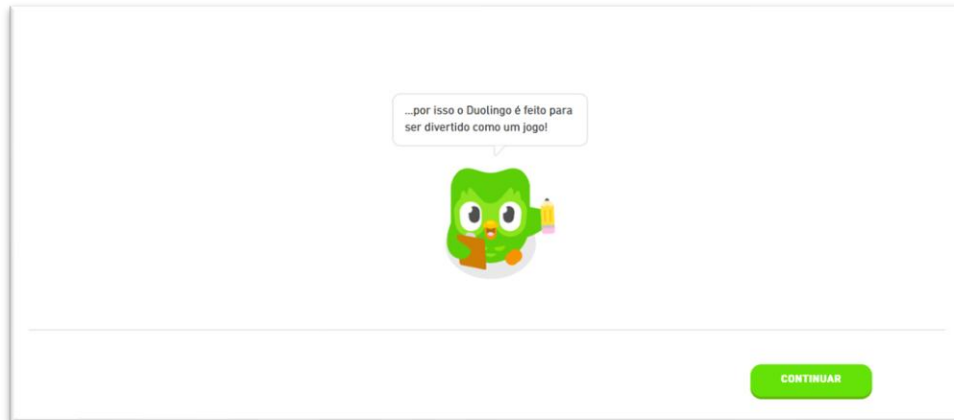 ...por isso o Duolingo é feito para
ser divertido como um jogo!
CONTINUAR